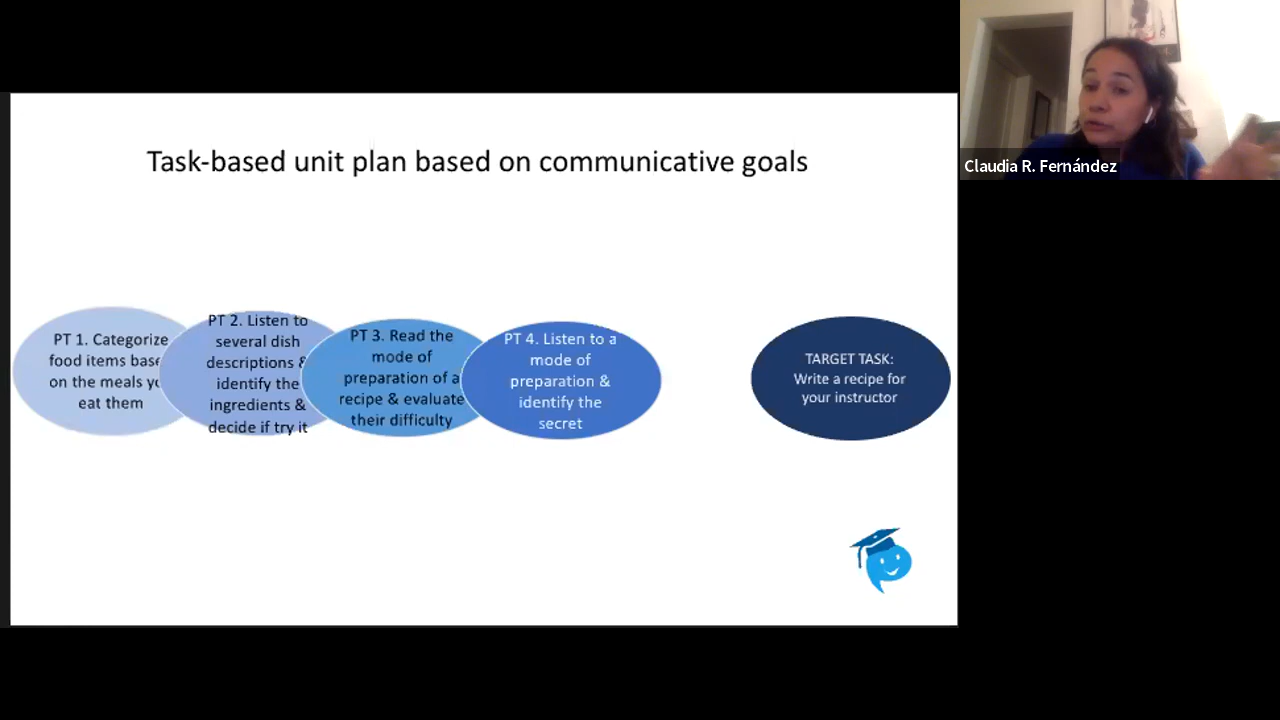 Task-based unit plan based on communicative goals
PT 1. Categorize
food items base
on the meals yo
eat them
PT 2. Listen to
several dish
descriptions &
identify the
ingredients &
decide if try it
PT 3. Read the
mode of
preparation of a
recipe & evaluate
their difficulty
PT 4. Listen to a
mode of
preparation &
identify the
secret
TARGET TASK:
Write a recipe for
your instructor
Claudia R. Fernández